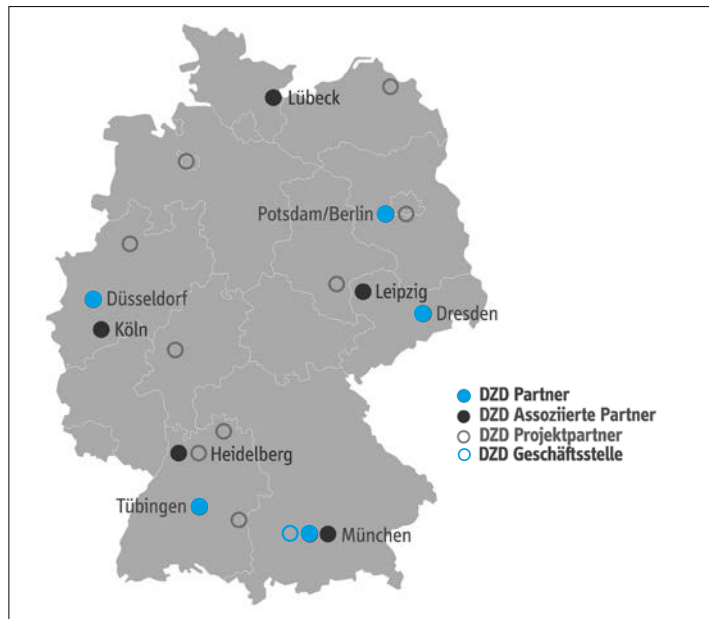 Lübeck
Potsdam/Berlin
Düsseldorf
Leipzig
Dresden
Köln
DZD Partner
DZD Assoziierte Partner
DZD Projektpartner
DZD Geschäftsstelle
Heidelberg
Tübingen
München